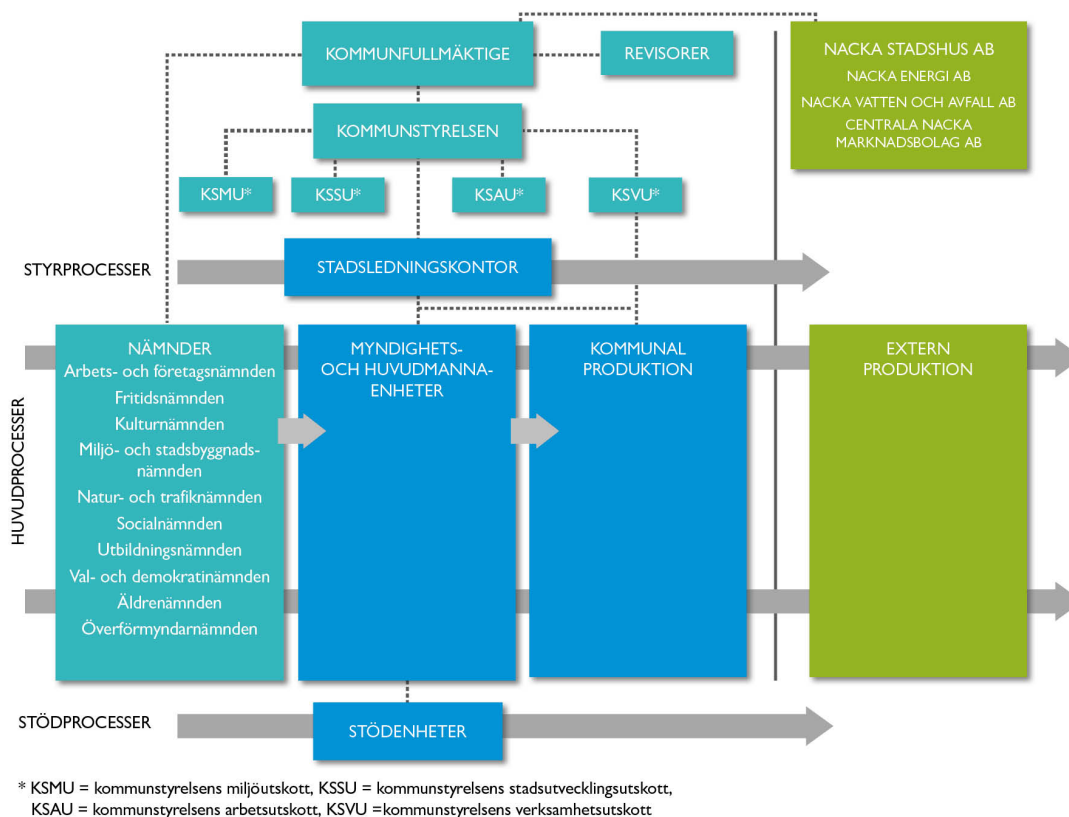 KOMMUNFULLMÄKTIGE
REVISORER
NACKA STADSHUS AB
NACKA ENERGI AB
NACKA VATTEN OCH AVFALL AB
CENTRALA NACKA
MARKNADSBOLAG AB
KOMMUNSTYRELSEN
KSMU*
KSSU*
KSAU*
KSVU*
STYRPROCESSER
STADSLEDNINGSKONTOR
HUVUDPROCESSER
NÄMNDER
Arbets- och företagsnämnden
Fritidsnämnden
Kulturnämnden
Miljö- och stadsbyggnads-
nämnden
Natur- och trafiknämnden
Socialnämnden
Utbildningsnämnden
Val- och demokratinämnden
Äldrenämnden
Överförmyndarnämnden
MYNDIGHETS-
OCH HUVUDMANNA-
ENHETER
KOMMUNAL
PRODUKTION
EXTERN
PRODUKTION
STÖDPROCESSER
STÖDENHETER
* KSMU = kommunstyrelsens miljöutskott, KSSU = kommunstyrelsens stadsutvecklingsutskott,
KSAU = kommunstyrelsens arbetsutskott, KSVU =kommunstyrelsens verksamhetsutskott